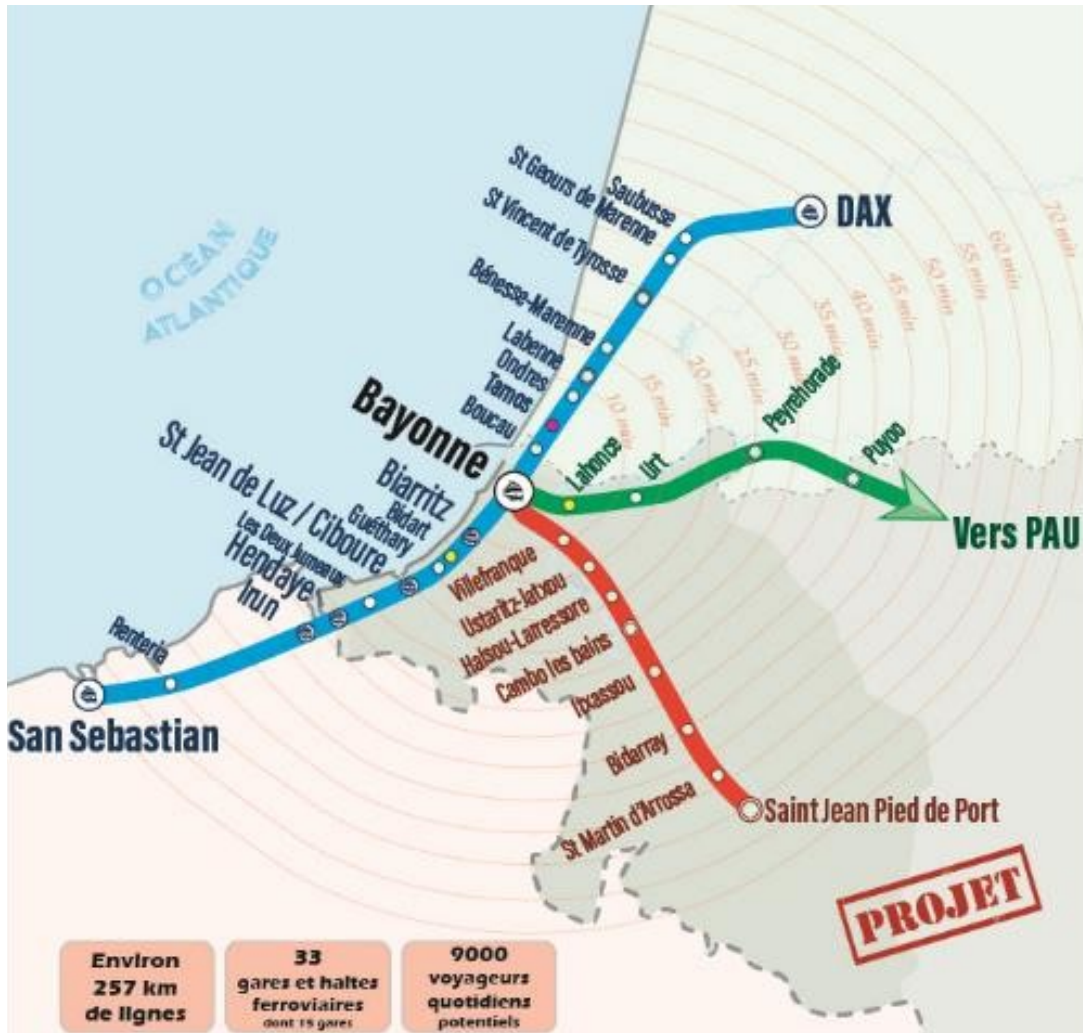 OCÉAN
ATLANTIQUE
DAX
Saubusse
St Geours de Marenne
St Vincent de Tyrosse
Bénesse-Maremne
Labenne
Ondres
Tarnos
Boucau
Bayonne
Biarritz
Bidart
Guéthary
St Jean de Luz / Ciboure
Les Deux Jumeaux
Hendaye
Irun
Renteria
San Sebastian
Lahonce
Urt
Peyrehorade
Puyoo
Vers PAU
Villefranque
Ustaritz-Jatxou
Halsou-Larressore
Cambo les bains
Itxassou
Bidarray
St Martin d'Arrossa
Saint Jean Pied de Port
10 min
15 min
20 min
25 min
30 min
35 min
40 min
45 min
50 min
55 min
60 min
70 min
PROJET
Environ
257 km
de lignes
33
gares et haltes
ferroviaires
dont 15 gares
9000
voyageurs
quotidiens
potentiels